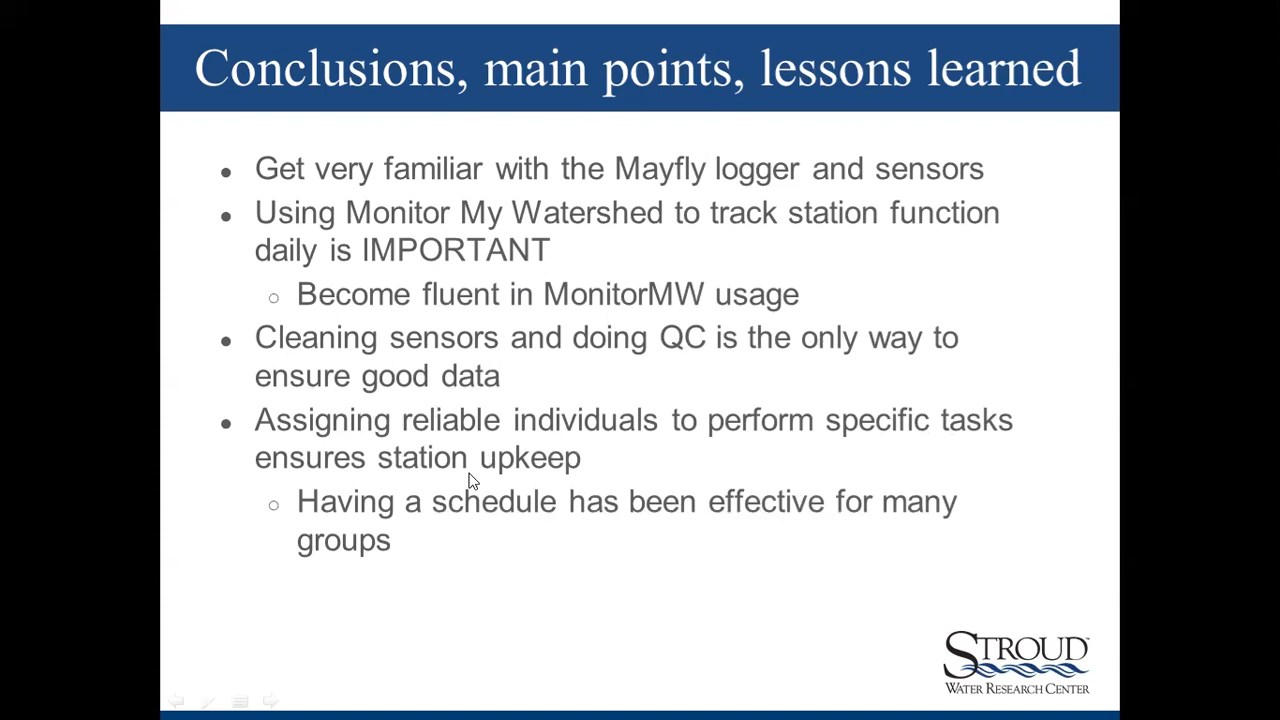 Conclusions, main points, lessons learned
• Get very familiar with the Mayfly logger and sensors
• Using Monitor My Watershed to track station function
daily is IMPORTANT
○ Become fluent in MonitorMW usage
• Cleaning sensors and doing QC is the only way to
ensure good data
• Assigning reliable individuals to perform specific tasks
ensures station upkeep
○ Having a schedule has been effective for many
groups
STROUD™
WATER RESEARCH CENTER